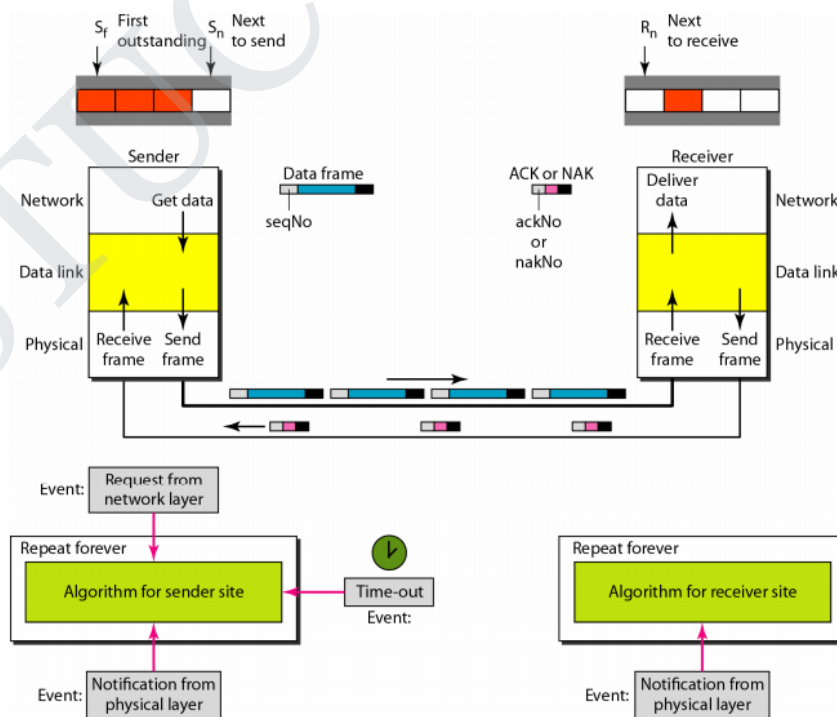 Sf First outstanding
Sn Next to send
Rn Next to receive
Sender
Receiver
Data frame
seqNo
ACK or NAK
ackNo
or
nakNo
Network
Get data
Deliver
data
Network
Data link
Data link
Physical
Receive
frame
Send
frame
Receive
frame
Send
frame
Physical
Event:
Request from
network layer
Repeat forever
Algorithm for sender site
Time-out
Event:
Event:
Notification from
physical layer
Repeat forever
Algorithm for receiver site
Event:
Notification from
physical layer